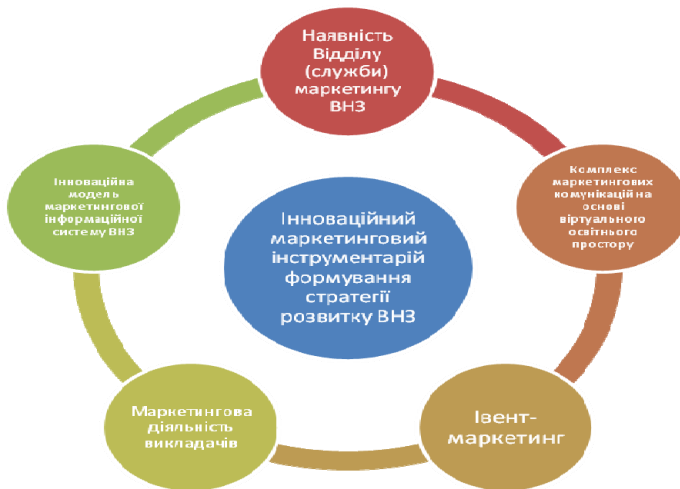 Наявність
Відділу
(служби)
маркетингу
ВНЗ
Комплекс
маркетингових
комунікацій на
основі
віртуального
освітнього
простору
Івент-
маркетинг
Маркетингова
діяльність
викладачів
Інноваційна
модель
маркетингової
інформаційної
систему ВНЗ
Інноваційний
маркетинговий
інструментарій
формування
стратегії
розвитку ВНЗ